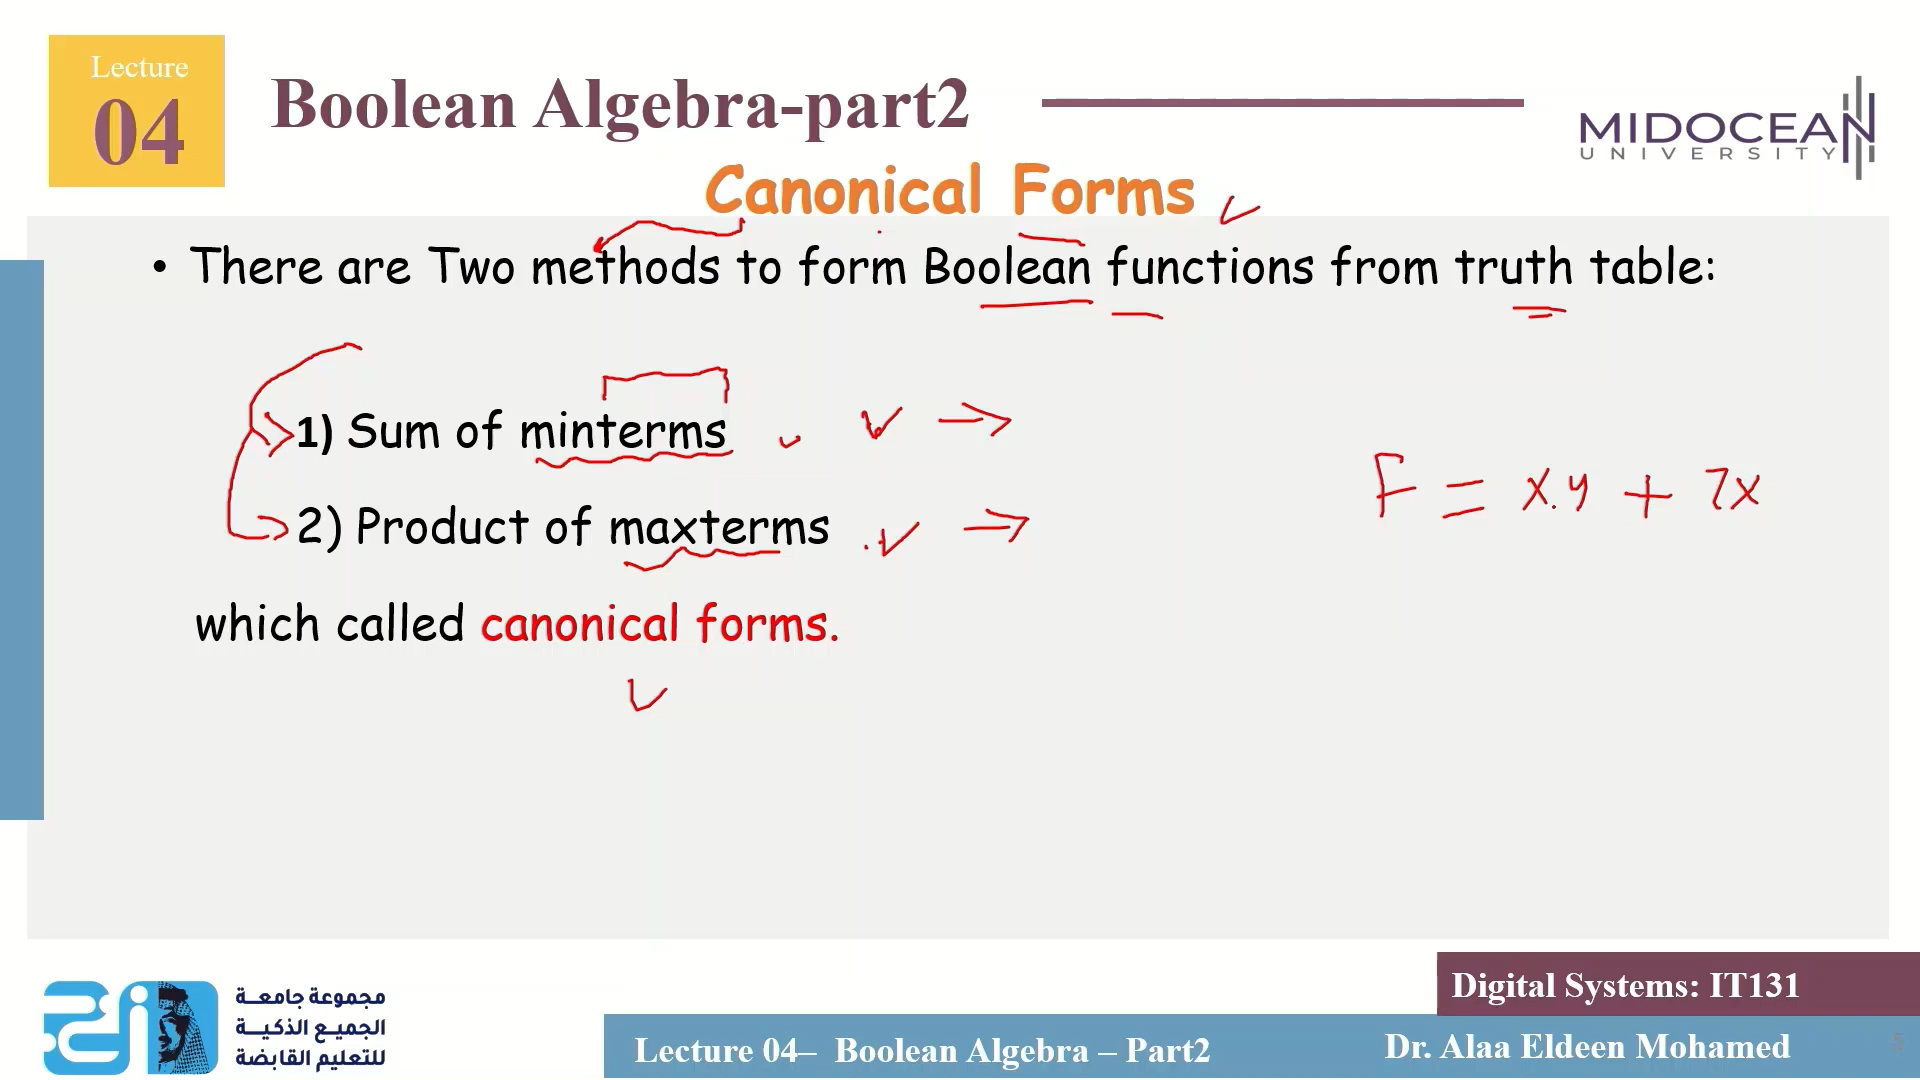 Lecture
04
Boolean Algebra-part2
MIDOCEAN
UNIVERSITY
Canonical Forms
• There are Two methods to form Boolean functions from truth table:
1) Sum of minterms
F = x.y + 7x
2) Product of maxterms
which called canonical forms.
Digital Systems: IT131
مجموعة جامعة
الجميع الذكية
للتعليم القابضة
Lecture 04– Boolean Algebra – Part2
Dr. Alaa Eldeen Mohamed
5